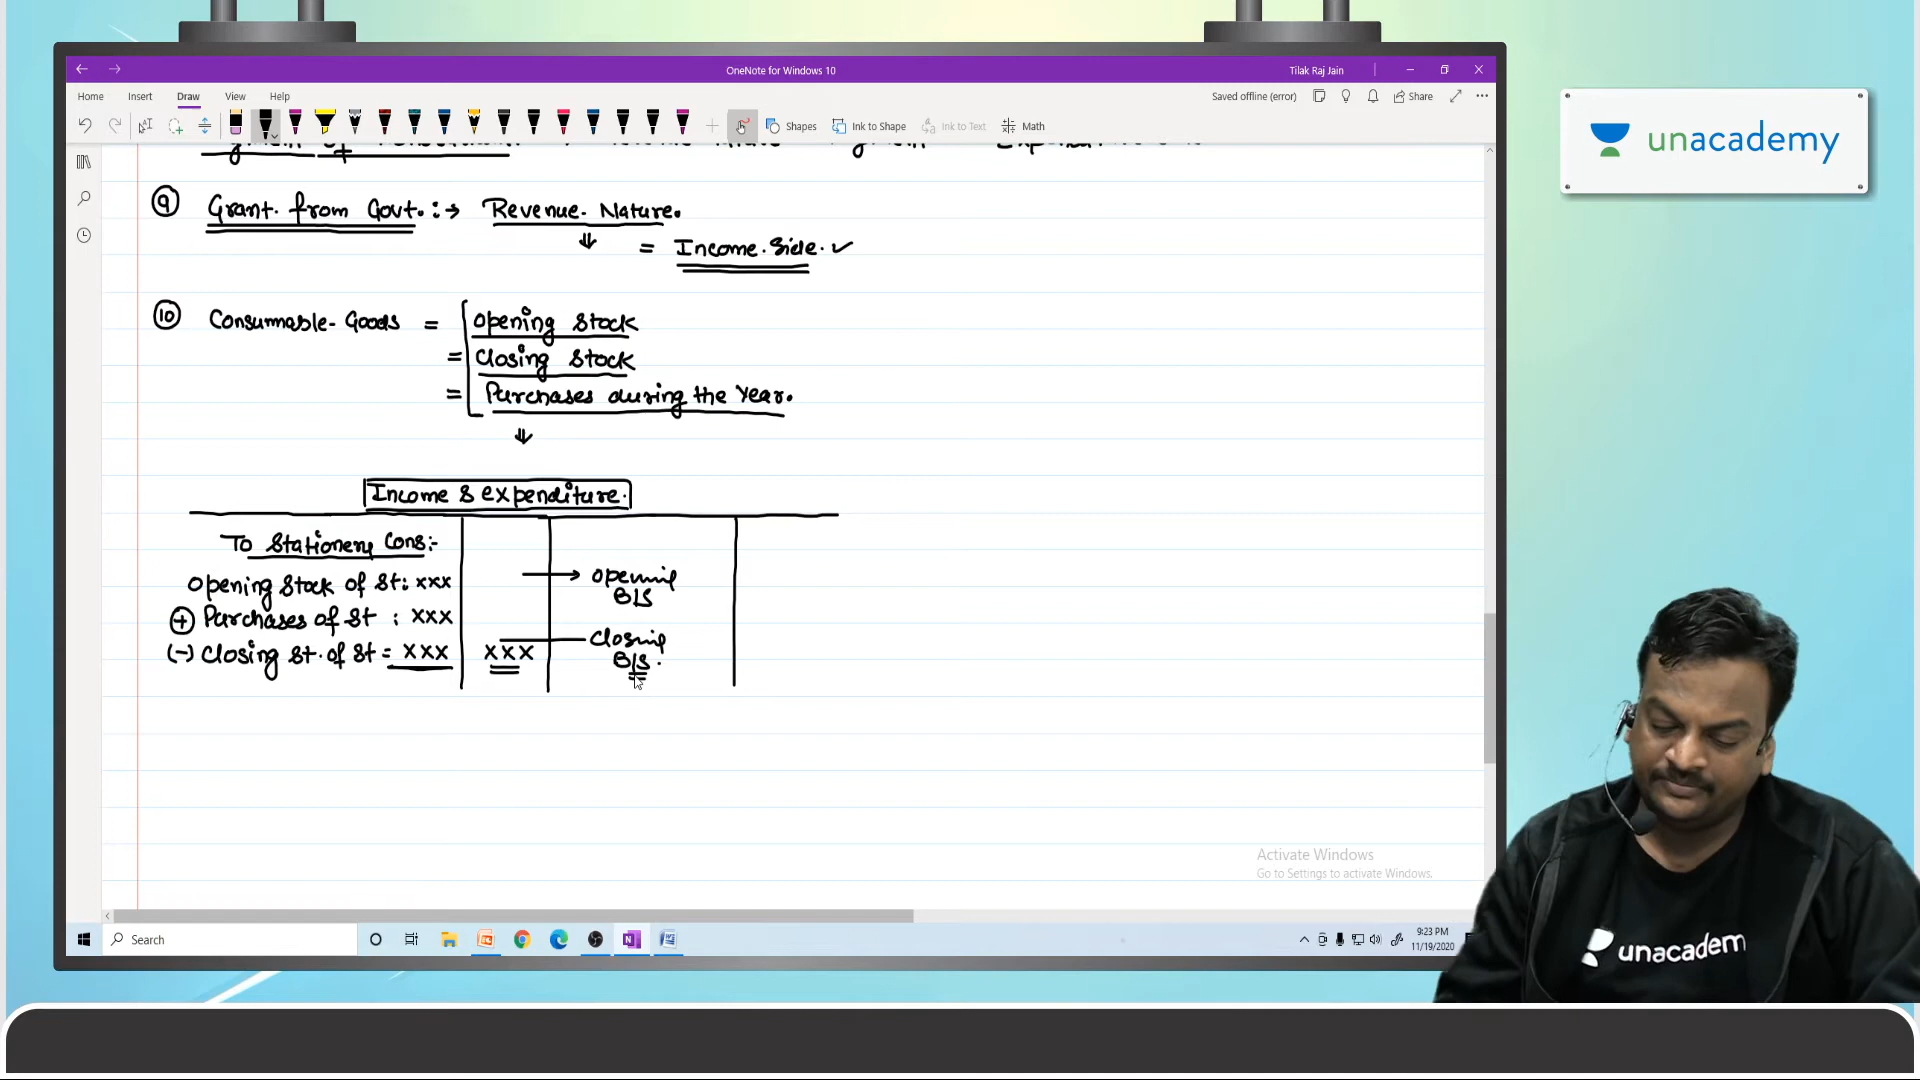 OneNote for Windows 10
Tilak Raj Jain
Home Insert Draw View Help
Saved offline (error)
Share
Shapes
Ink to Shape
Ink to Text
Math
unacademy
9 Grant from Govt. :→ Revenue Nature.
= Income Side. ✓
10 Consumable Goods = Opening Stock
= Closing Stock
= Purchases during the Year.
Income & expenditure.
To Stationery Cons:-
Opening Stock of St: xxx
(+) Purchases of St : xxx
(-) Closing St. of St = xxx xxx
→ Opening
B/S
Closing
B/S.
Activate Windows
Go to Settings to activate Windows.
Search
9:23 PM
11/19/2020
unacademy